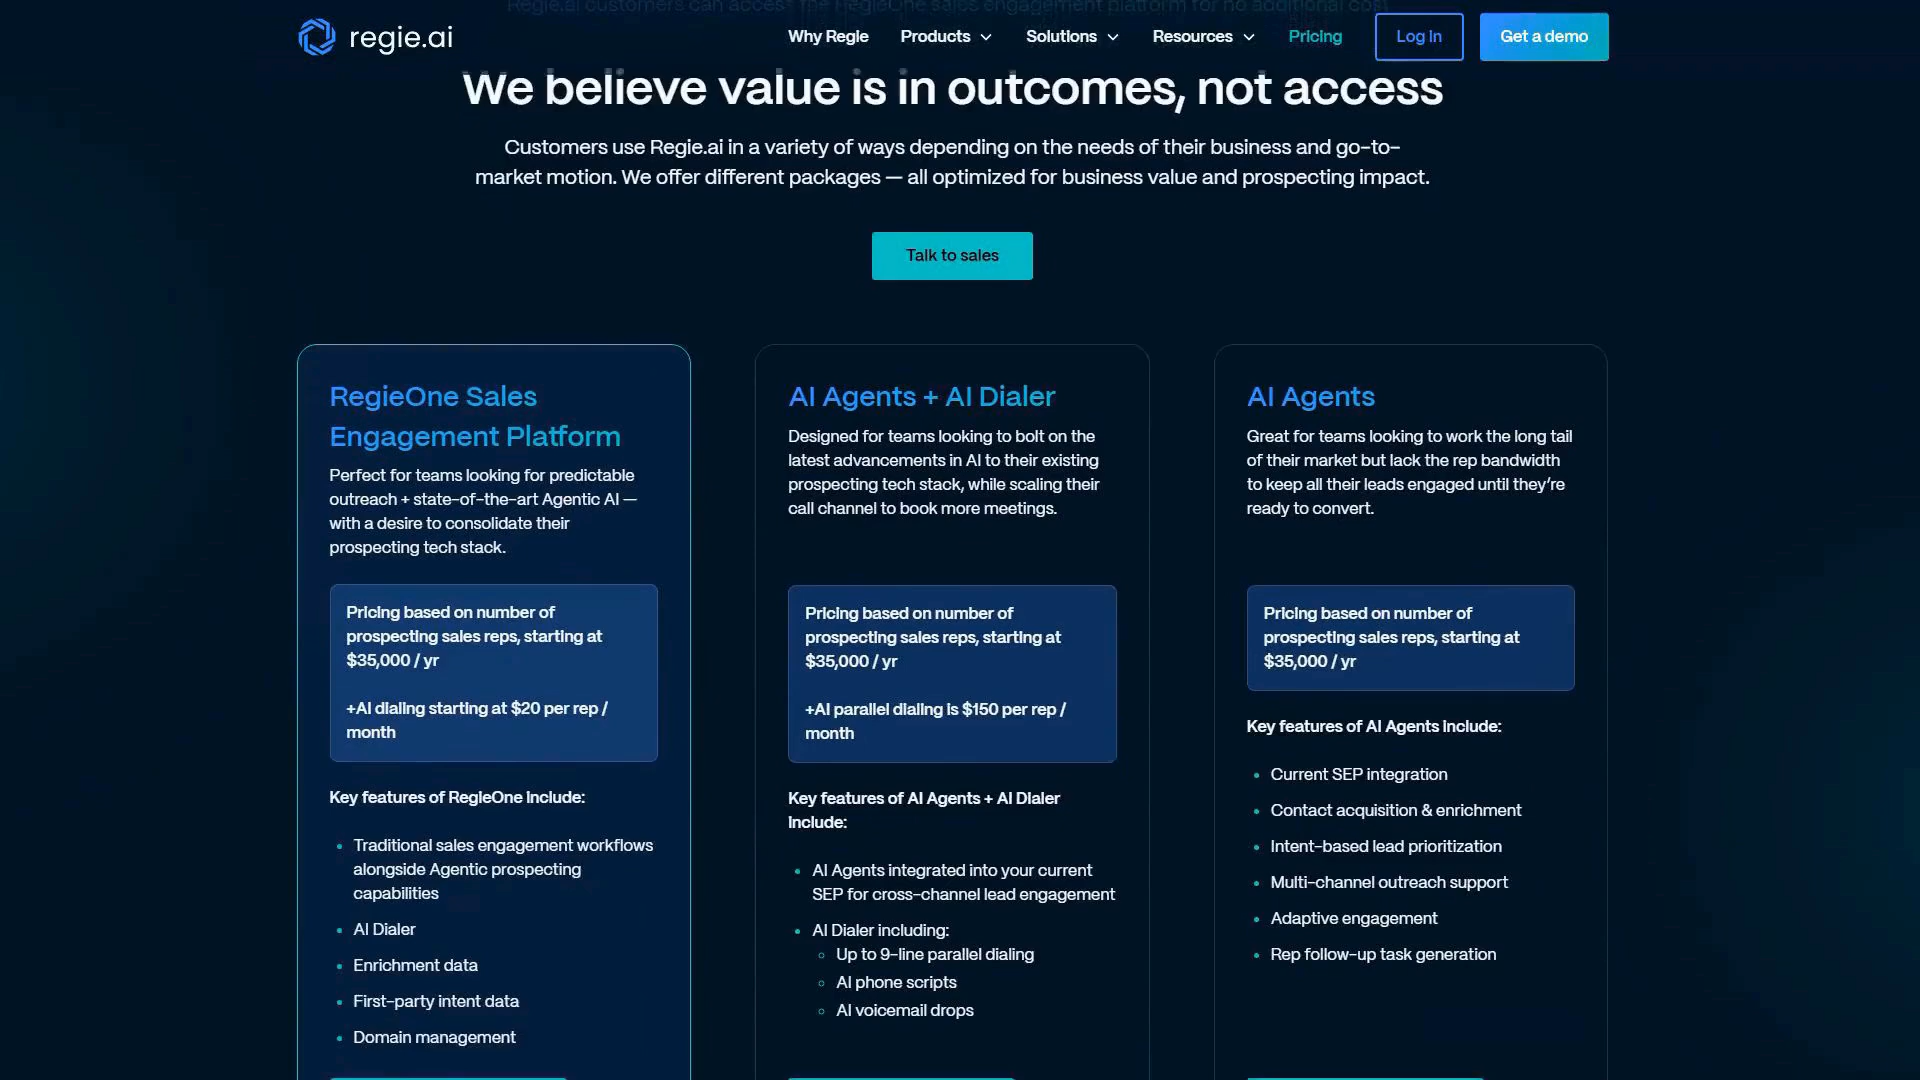 Regie.ai customers can access the RegieOne sales engagement platform for no additional cost
regie.ai
Why Regie
Products
Solutions
Resources
Pricing
Log in
Get a demo
We believe value is in outcomes, not access
Customers use Regie.ai in a variety of ways depending on the needs of their business and go-to-
market motion. We offer different packages — all optimized for business value and prospecting impact.
Talk to sales
RegieOne Sales
Engagement Platform
Perfect for teams looking for predictable
outreach + state-of-the-art Agentic AI —
with a desire to consolidate their
prospecting tech stack.
Pricing based on number of
prospecting sales reps, starting at
$35,000 / yr
+AI dialing starting at $20 per rep /
month
Key features of RegieOne include:
Traditional sales engagement workflows
alongside Agentic prospecting
capabilities
AI Dialer
Enrichment data
First-party intent data
Domain management
AI Agents + AI Dialer
Designed for teams looking to bolt on the
latest advancements in AI to their existing
prospecting tech stack, while scaling their
call channel to book more meetings.
Pricing based on number of
prospecting sales reps, starting at
$35,000 / yr
+AI parallel dialing is $150 per rep /
month
Key features of AI Agents + AI Dialer
include:
AI Agents integrated into your current
SEP for cross-channel lead engagement
AI Dialer including:
Up to 9-line parallel dialing
AI phone scripts
AI voicemail drops
AI Agents
Great for teams looking to work the long tail
of their market but lack the rep bandwidth
to keep all their leads engaged until they're
ready to convert.
Pricing based on number of
prospecting sales reps, starting at
$35,000 / yr
Key features of AI Agents include:
Current SEP integration
Contact acquisition & enrichment
Intent-based lead prioritization
Multi-channel outreach support
Adaptive engagement
Rep follow-up task generation